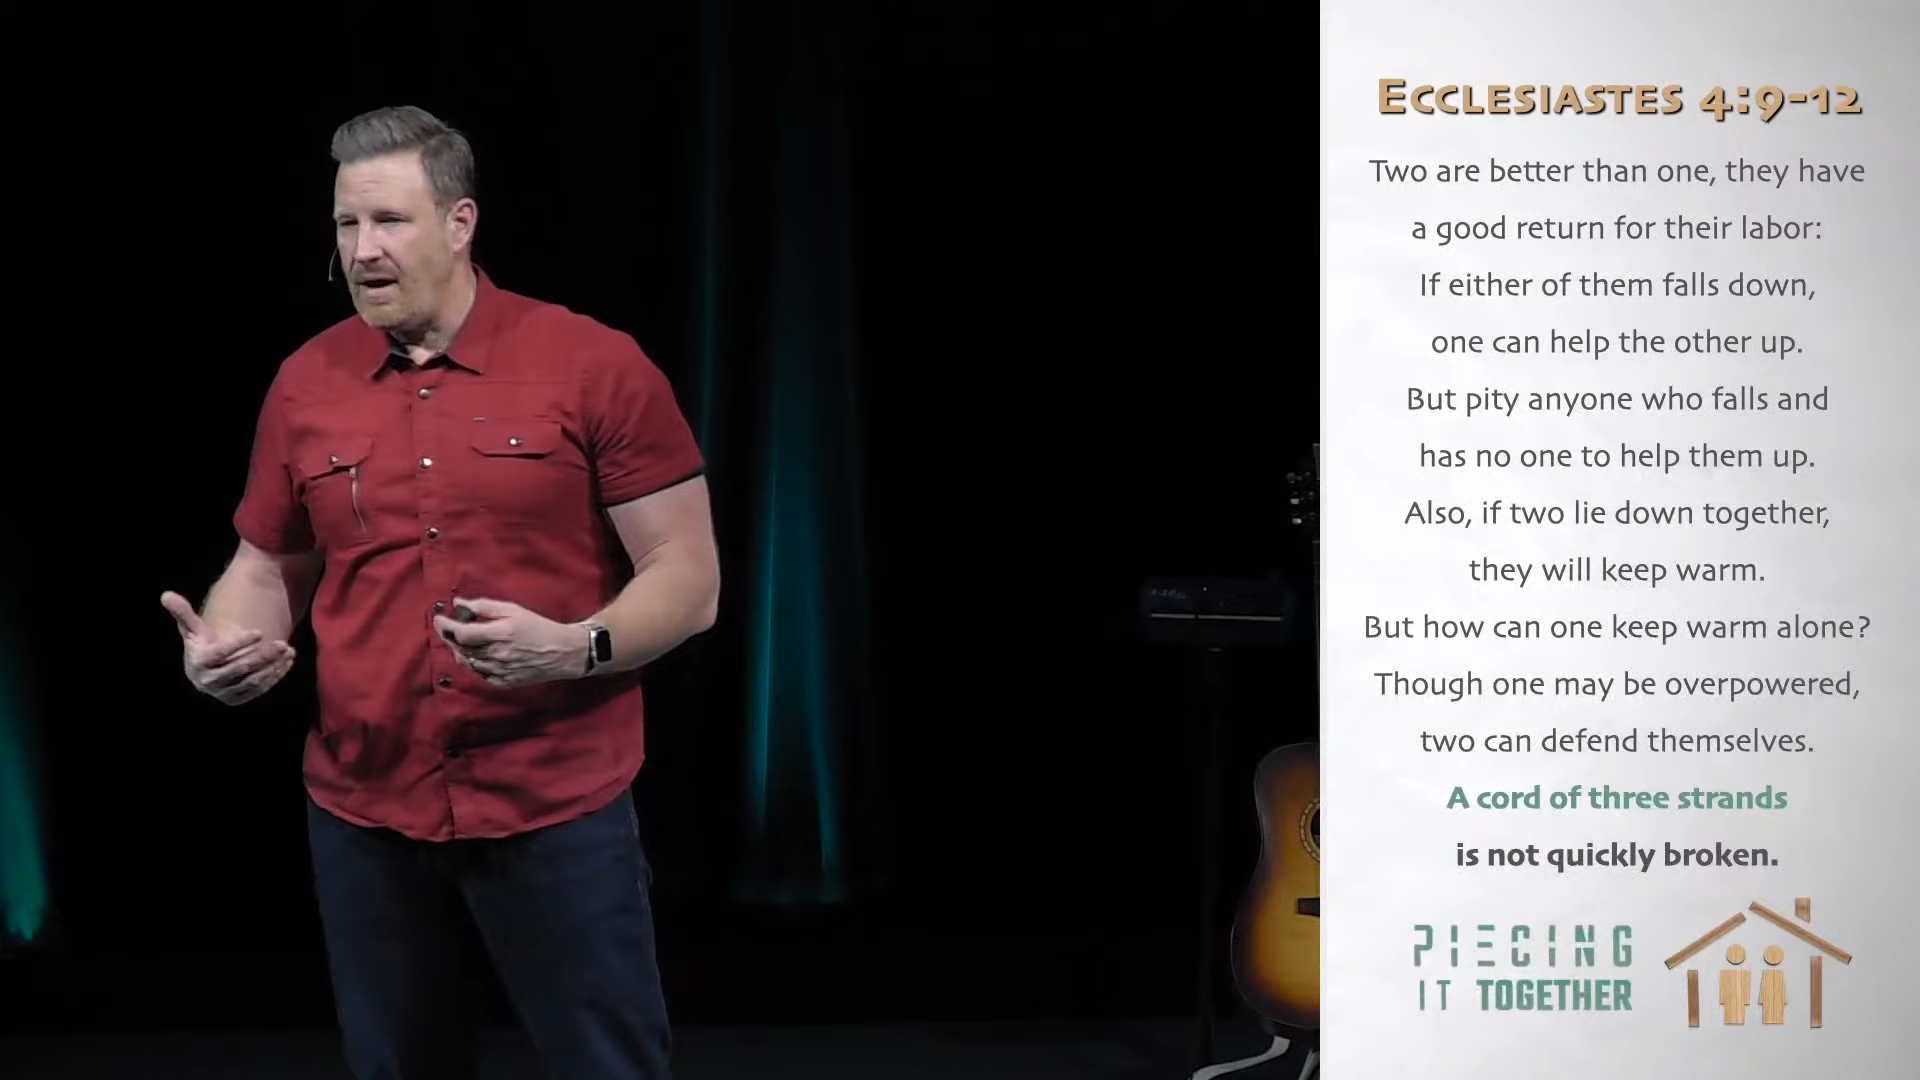 ECCLESIASTES 4:9-12
Two are better than one, they have
a good return for their labor:
If either of them falls down,
one can help the other up.
But pity anyone who falls and
has no one to help them up.
Also, if two lie down together,
they will keep warm.
But how can one keep warm alone?
Though one may be overpowered,
two can defend themselves.
A cord of three strands
is not quickly broken.
PIECING
IT TOGETHER